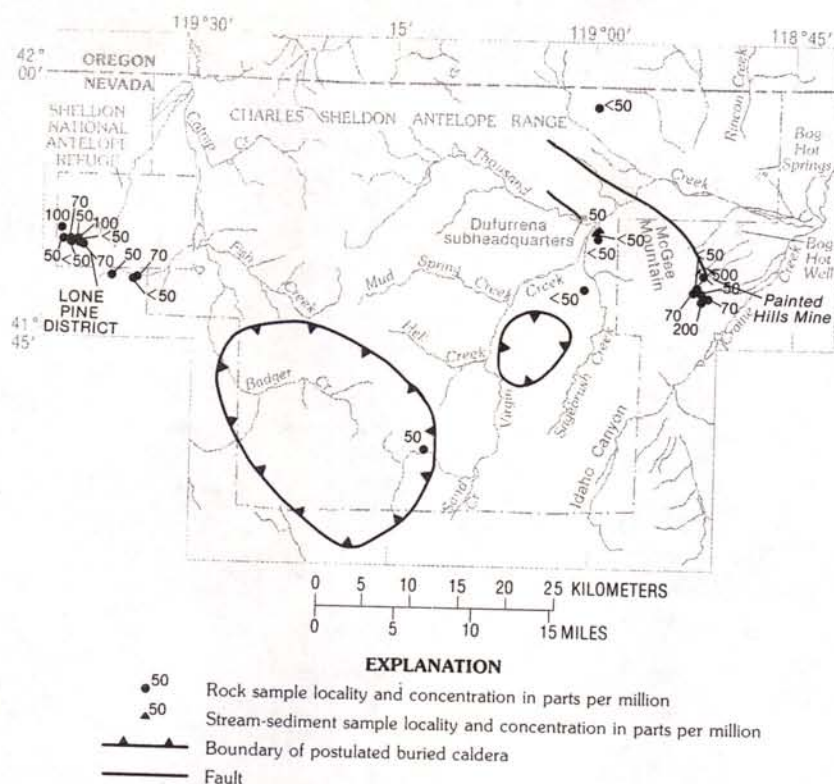 119°30'
15'
119°00'
118°45'
42°
00'
OREGON
NEVADA
SHELDON
NATIONAL
ANTELOPE
REFUGE
CHARLES SHELDON ANTELOPE RANGE
Catnip
Cr
Thousand
Creek
Rincon Creek
Bog
Hot
Springs
Bog
Hot
Well
<50
100
70
50
100
<50
50
<50
70
50
70
<50
LONE
PINE
DISTRICT
Fish
Creek
Dufurrena
subheadquarters
50
<50
McGee
Mountain
<50
500
50
70
70
200
Painted
Hills Mine
Mud Spring Creek
Creek
<50
Hell
Creek
41°
45'
Badger Cr
50
Virgin
Sagebrush Creek
Idaho Canyon
Craine Creek
Sand Cr
0 5 10 15 20 25 KILOMETERS
0 5 10 15 MILES
EXPLANATION
50 Rock sample locality and concentration in parts per million
50 Stream-sediment sample locality and concentration in parts per million
Boundary of postulated buried caldera
Fault